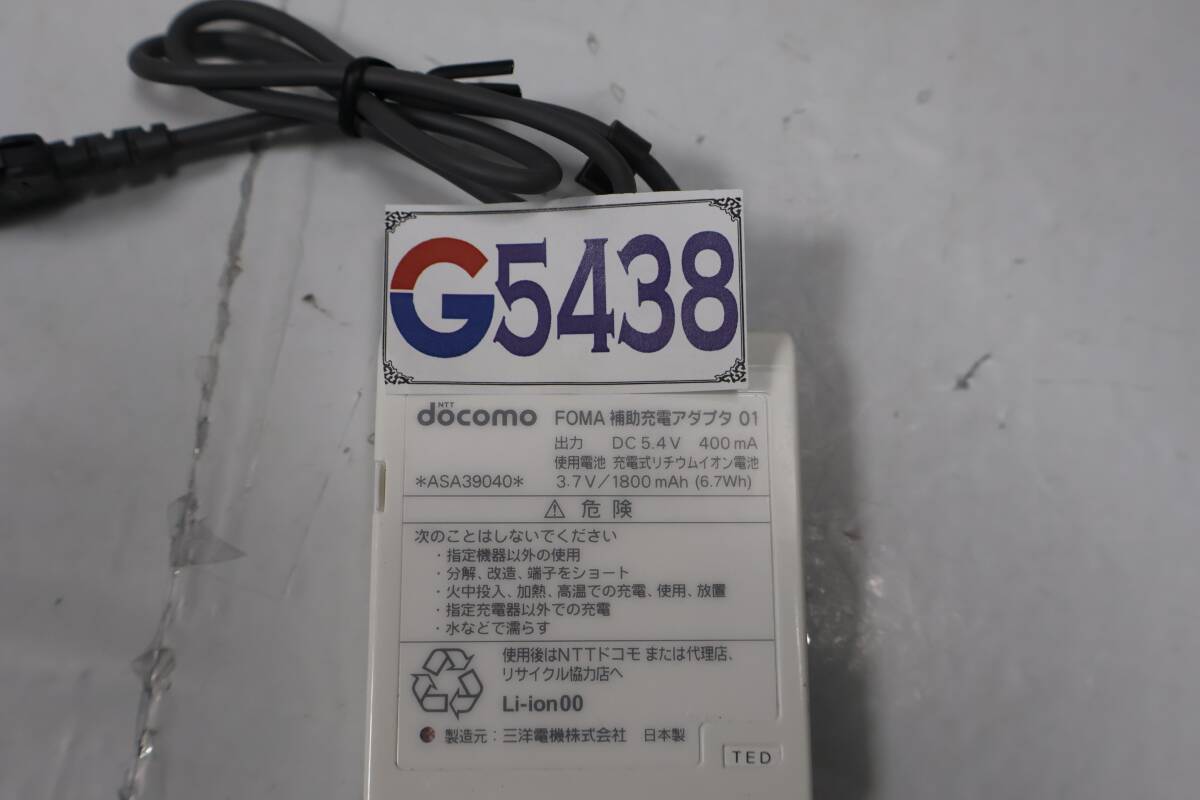 G5438
NTT
docomo
FOMA 補助充電アダプタ 01
出力 DC 5.4V 400mA
使用電池 充電式リチウムイオン電池
*ASA39040* 3.7V/1800mAh (6.7Wh)
⚠ 危険
次のことはしないでください
・指定機器以外の使用
・分解、改造、端子をショート
・火中投入、加熱、高温での充電、使用、放置
・指定充電器以外での充電
・水などで濡らす
使用後はNTTドコモ または代理店、
リサイクル協力店へ
Li-ion00
製造元：三洋電機株式会社 日本製
TED